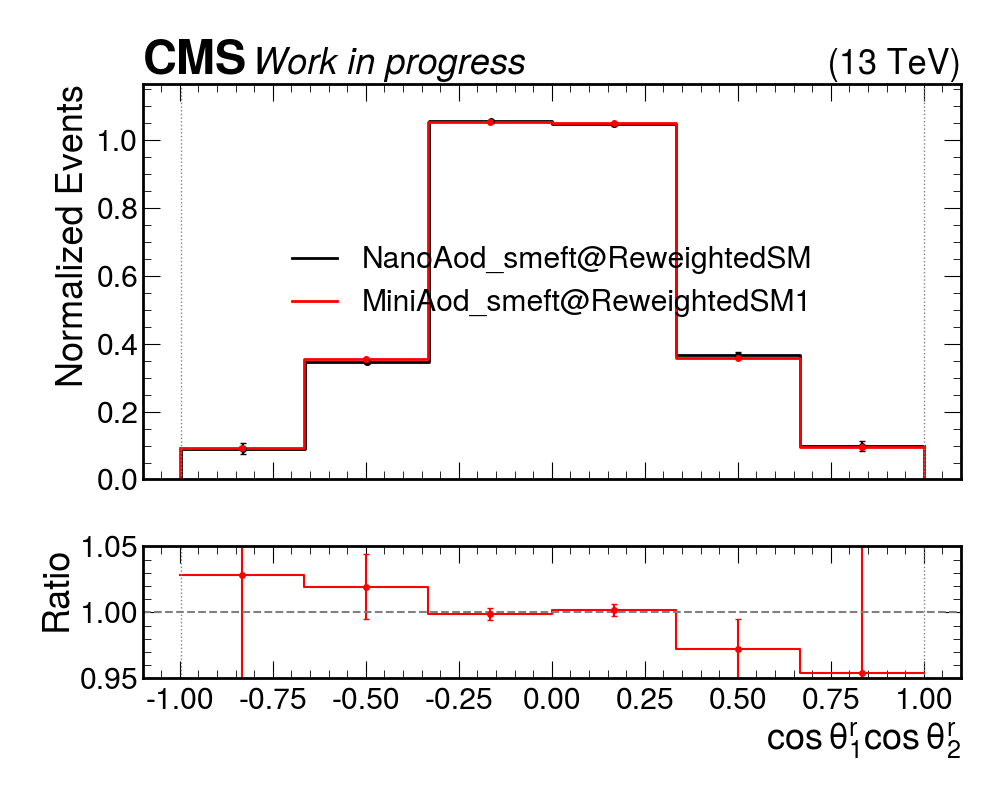 CMS Work in progress (13 TeV)
Normalized Events
1.0
0.8
0.6
0.4
0.2
0.0
NanoAod_smeft@ReweightedSM
MiniAod_smeft@ReweightedSM1
Ratio
1.05
1.00
0.95
-1.00 -0.75 -0.50 -0.25 0.00 0.25 0.50 0.75 1.00
cos θ₁ʳcos θ₂ʳ